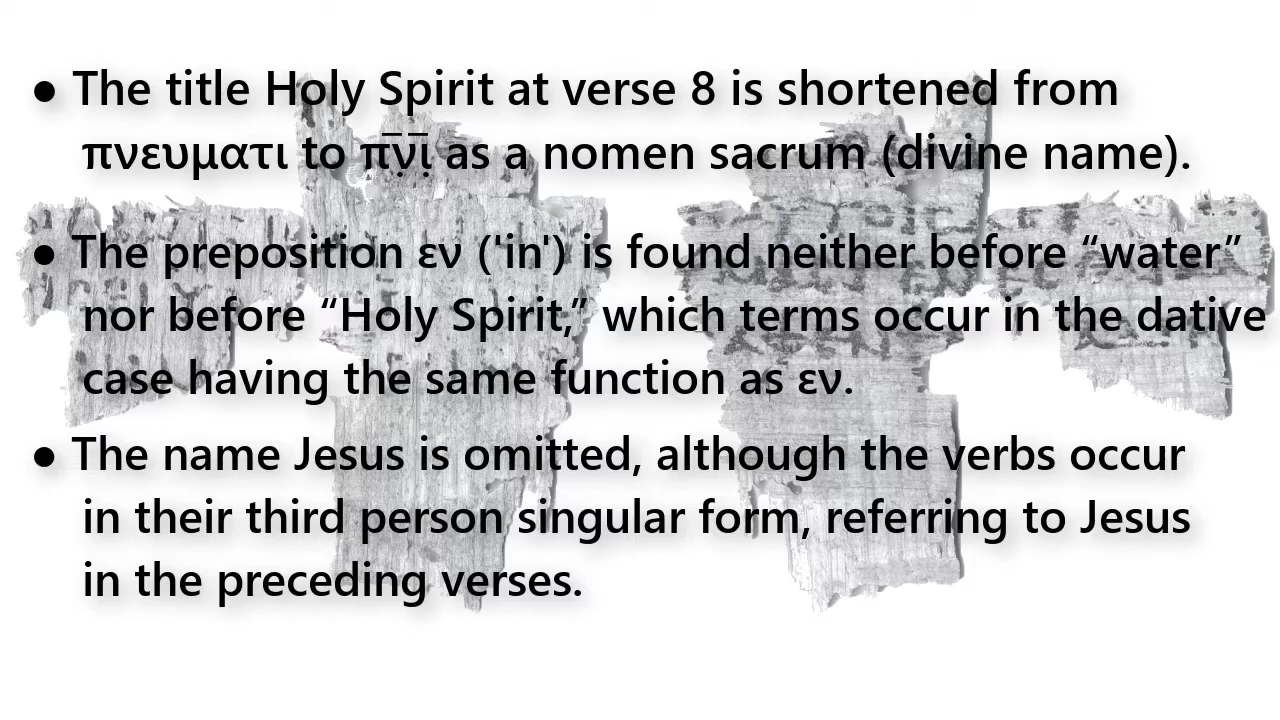 ● The title Holy Spirit at verse 8 is shortened from
πνευματι to π̅ν̣̅ι̣ as a nomen sacrum (divine name).
● The preposition εν ('in') is found neither before “water”
nor before “Holy Spirit,” which terms occur in the dative
case having the same function as εν.
● The name Jesus is omitted, although the verbs occur
in their third person singular form, referring to Jesus
in the preceding verses.